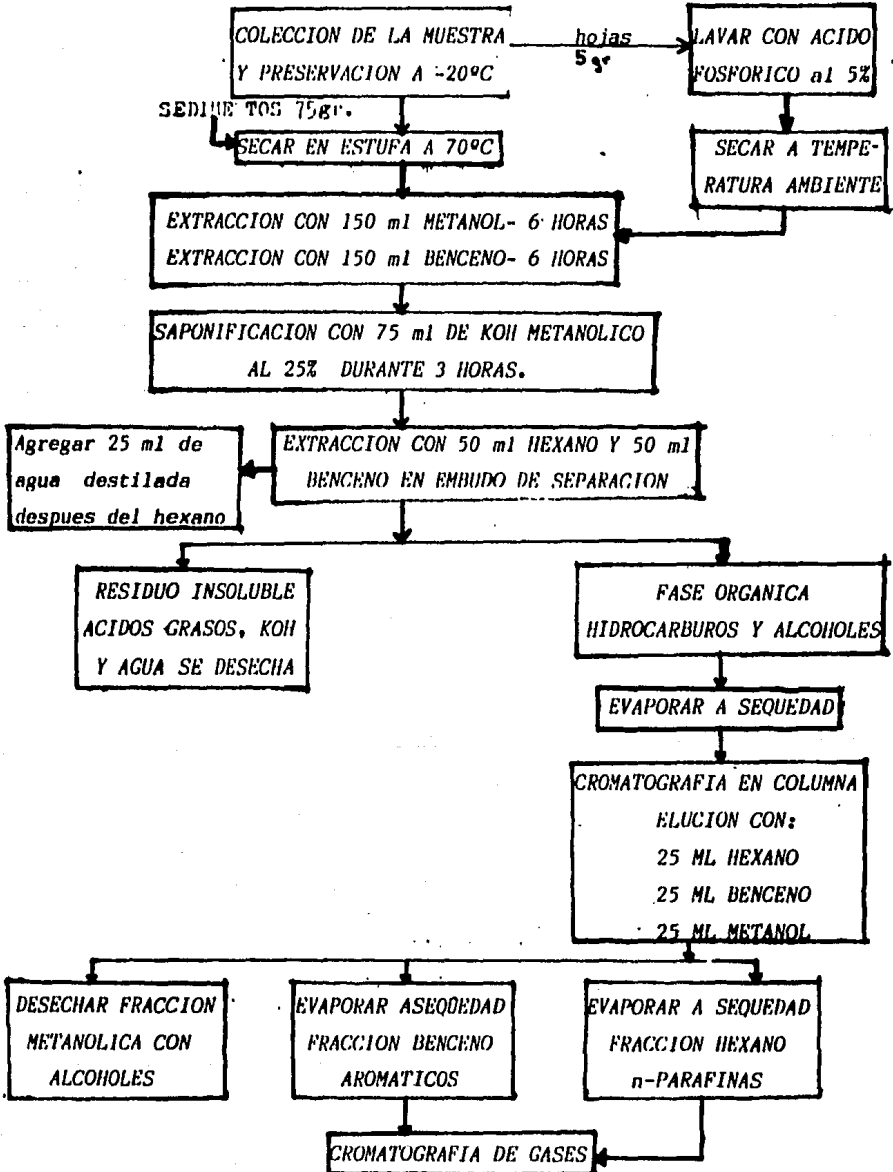 COLECCION DE LA MUESTRA
Y PRESERVACION A -20ºC
hojas
5 gr
LAVAR CON ACIDO
FOSFORICO al 5%
SEDIME TOS 75gr.
SECAR EN ESTUFA A 70ºC
SECAR A TEMPE-
RATURA AMBIENTE
EXTRACCION CON 150 ml METANOL- 6 HORAS
EXTRACCION CON 150 ml BENCENO- 6 HORAS
SAPONIFICACION CON 75 ml DE KOH METANOLICO
AL 25% DURANTE 3 HORAS.
Agregar 25 ml de
agua destilada
despues del hexano
EXTRACCION CON 50 ml HEXANO Y 50 ml
BENCENO EN EMBUDO DE SEPARACION
RESIDUO INSOLUBLE
ACIDOS GRASOS, KOH
Y AGUA SE DESECHA
FASE ORGANICA
HIDROCARBUROS Y ALCOHOLES
EVAPORAR A SEQUEDAD
CROMATOGRAFIA EN COLUMNA
ELUCION CON:
25 ML HEXANO
25 ML BENCENO
25 ML METANOL
DESECHAR FRACCION
METANOLICA CON
ALCOHOLES
EVAPORAR ASEQUEDAD
FRACCION BENCENO
AROMATICOS
EVAPORAR A SEQUEDAD
FRACCION HEXANO
n-PARAFINAS
CROMATOGRAFIA DE GASES